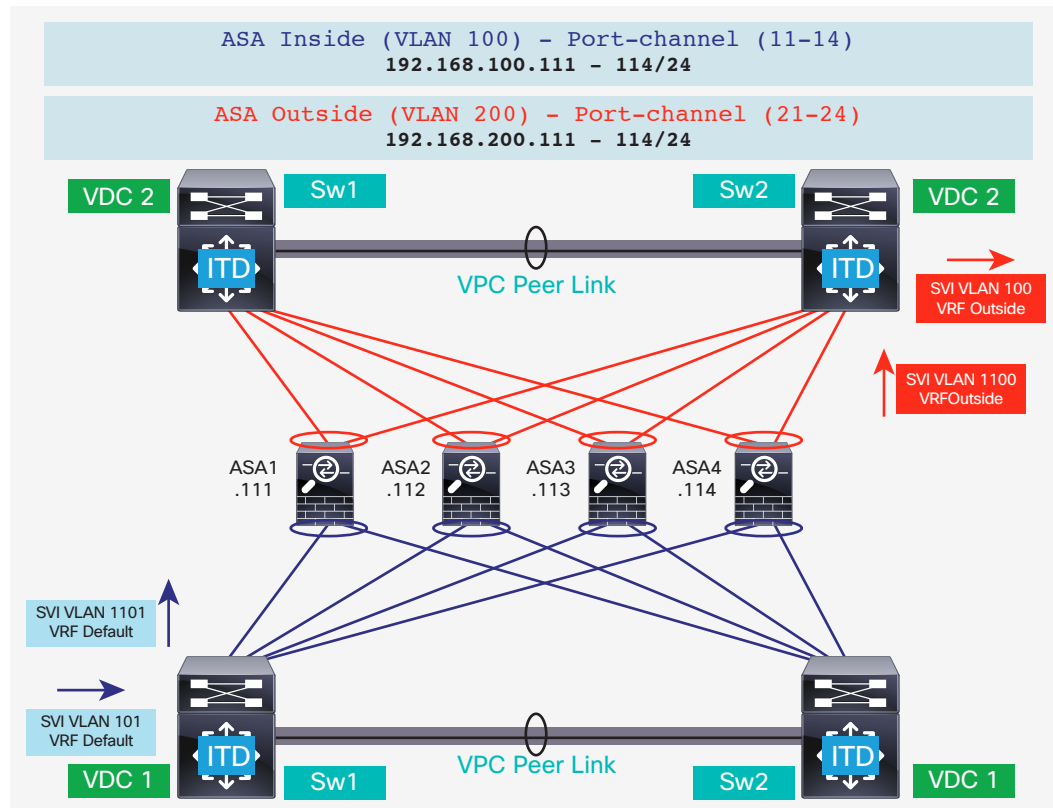 ASA Inside (VLAN 100) - Port-channel (11-14)
192.168.100.111 - 114/24
ASA Outside (VLAN 200) - Port-channel (21-24)
192.168.200.111 - 114/24
VDC 2
Sw1
Sw2
VDC 2
ITD
ITD
VPC Peer Link
SVI VLAN 100
VRF Outside
SVI VLAN 1100
VRFOutside
ASA1
.111
ASA2
.112
ASA3
.113
ASA4
.114
SVI VLAN 1101
VRF Default
SVI VLAN 101
VRF Default
ITD
ITD
VPC Peer Link
VDC 1
Sw1
Sw2
VDC 1